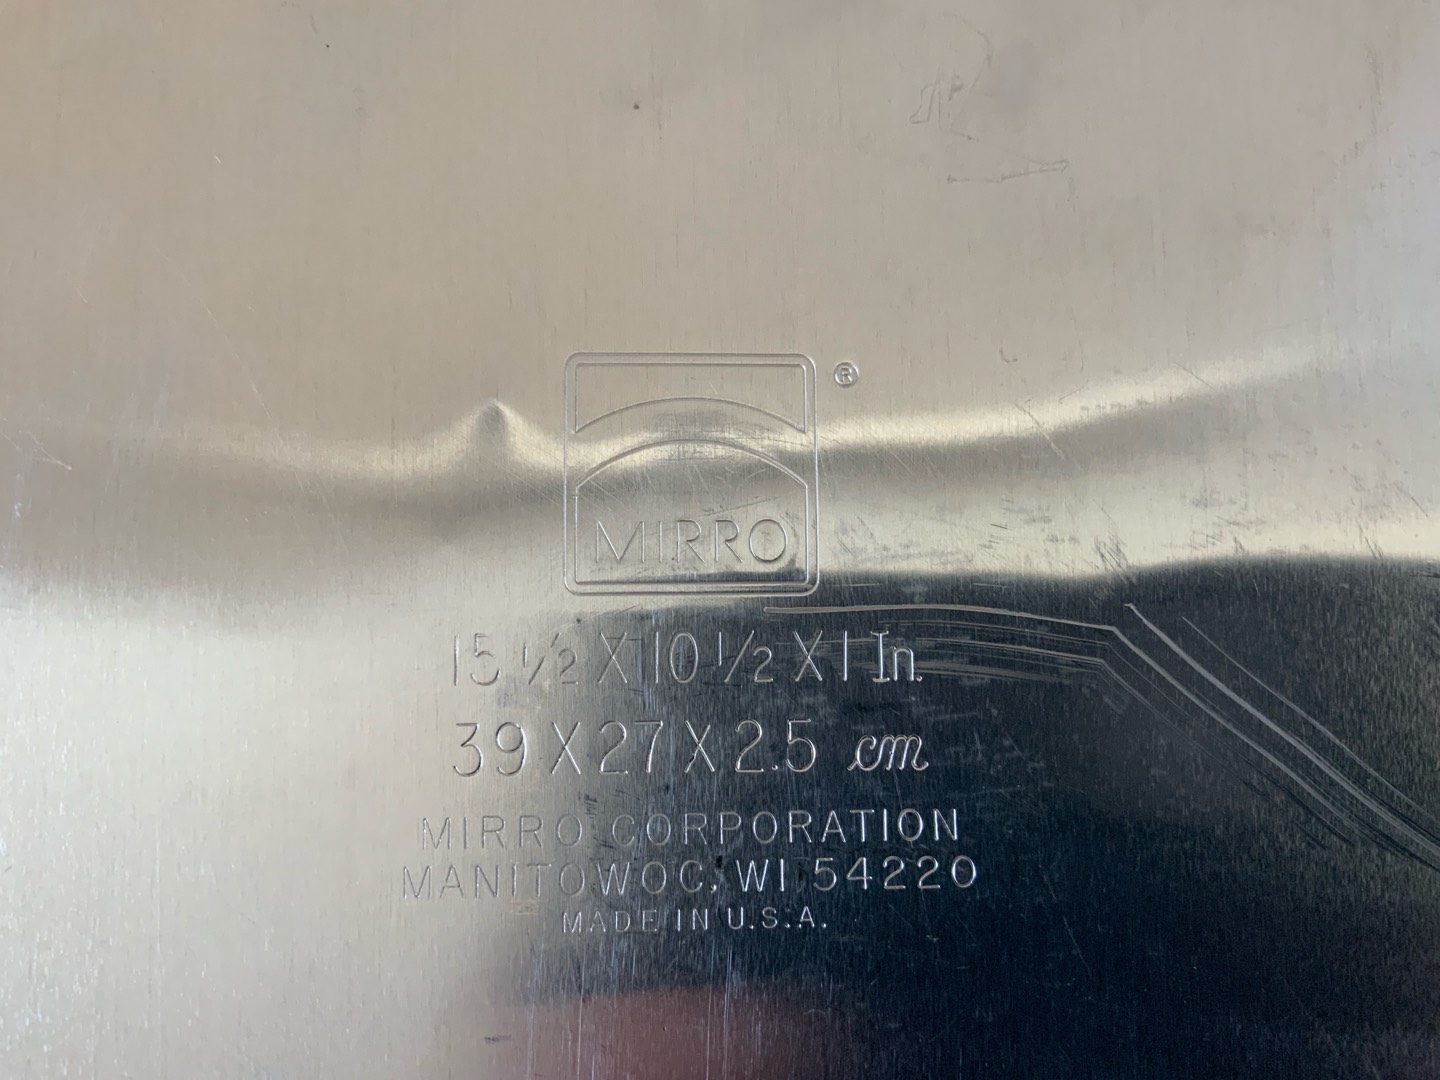 ®
MIRRO
15 1/2 X 10 1/2 X 1 In.
39 X 27 X 2.5 cm
MIRRO CORPORATION
MANITOWOC, WI 54220
MADE IN U.S.A.